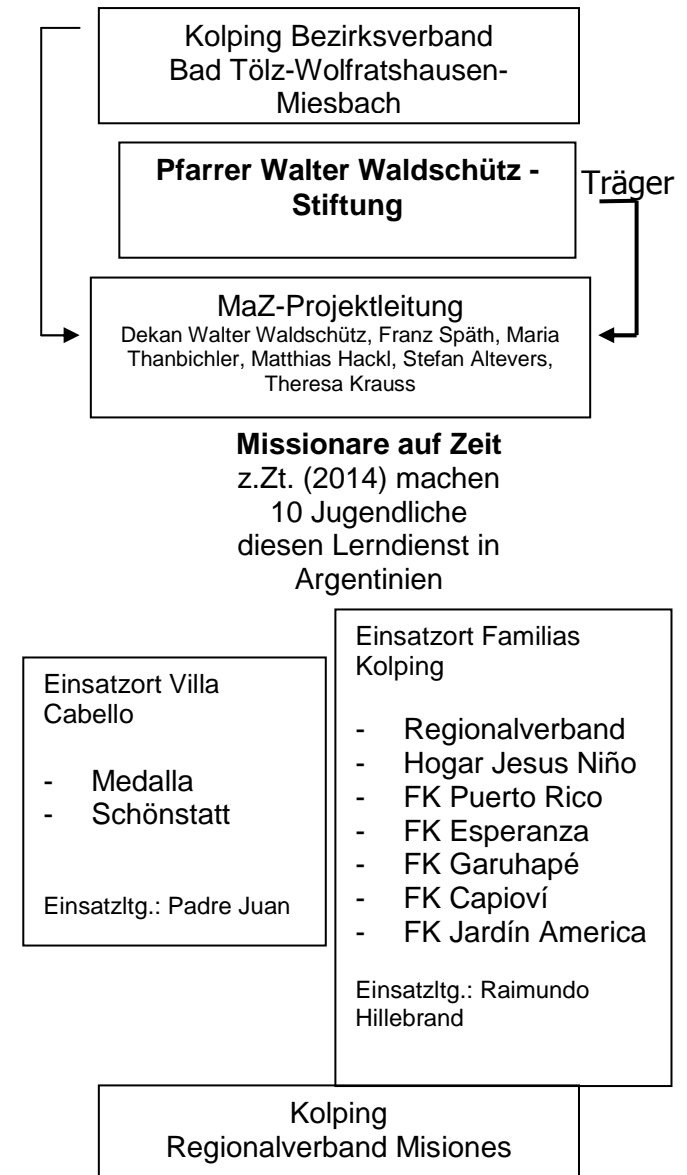 Kolping Bezirksverband
Bad Tölz-Wolfratshausen-
Miesbach
Pfarrer Walter Waldschütz -
Stiftung
Träger
MaZ-Projektleitung
Dekan Walter Waldschütz, Franz Späth, Maria
Thanbichler, Matthias Hackl, Stefan Altevers,
Theresa Krauss
Missionare auf Zeit
z.Zt. (2014) machen
10 Jugendliche
diesen Lerndienst in
Argentinien
Einsatzort Villa
Cabello
- Medalla
- Schönstatt
Einsatzltg.: Padre Juan
Einsatzort Familias
Kolping
- Regionalverband
- Hogar Jesus Niño
- FK Puerto Rico
- FK Esperanza
- FK Garuhapé
- FK Capioví
- FK Jardín America
Einsatzltg.: Raimundo
Hillebrand
Kolping
Regionalverband Misiones